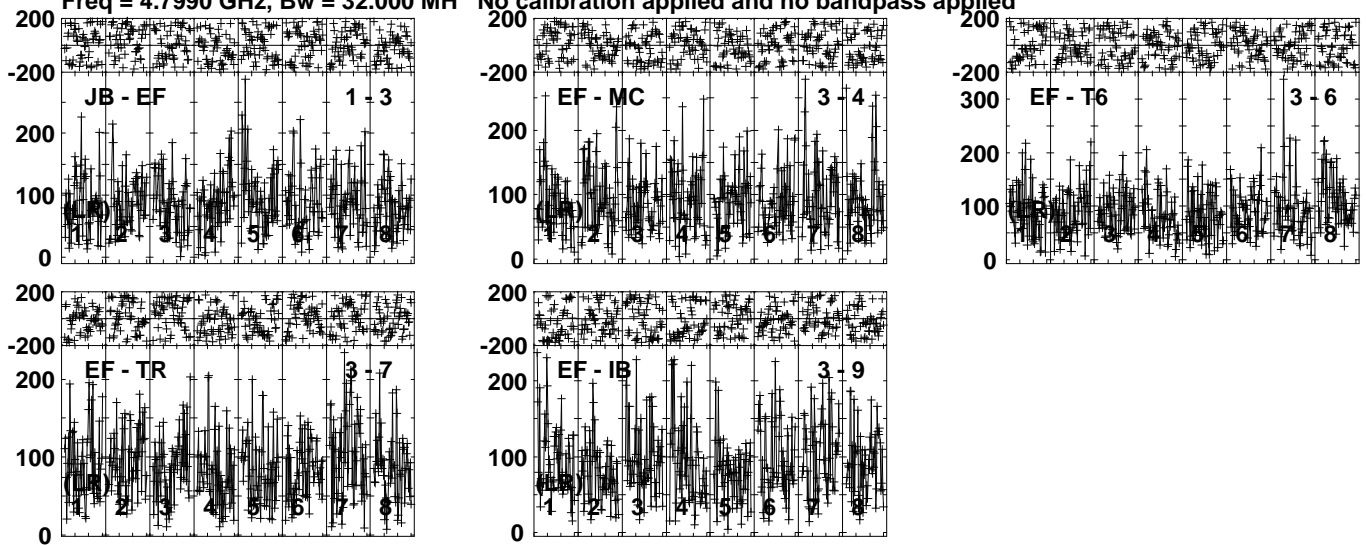 Freq = 4.7990 GHz, Bw = 32.000 MH No calibration applied and no bandpass applied
200
-200
JB - EF 1 - 3
200
100
0
(LR)
1 2 3 4 5 6 7 8
200
-200
EF - MC 3 - 4
200
100
0
(LR)
1 2 3 4 5 6 7 8
200
-200
300
EF - T6 3 - 6
200
100
0
(LR)
1 2 3 4 5 6 7 8
200
-200
EF - TR 3 - 7
200
100
0
(LR)
1 2 3 4 5 6 7 8
200
-200
EF - IB 3 - 9
200
100
0
(LR)
1 2 3 4 5 6 7 8